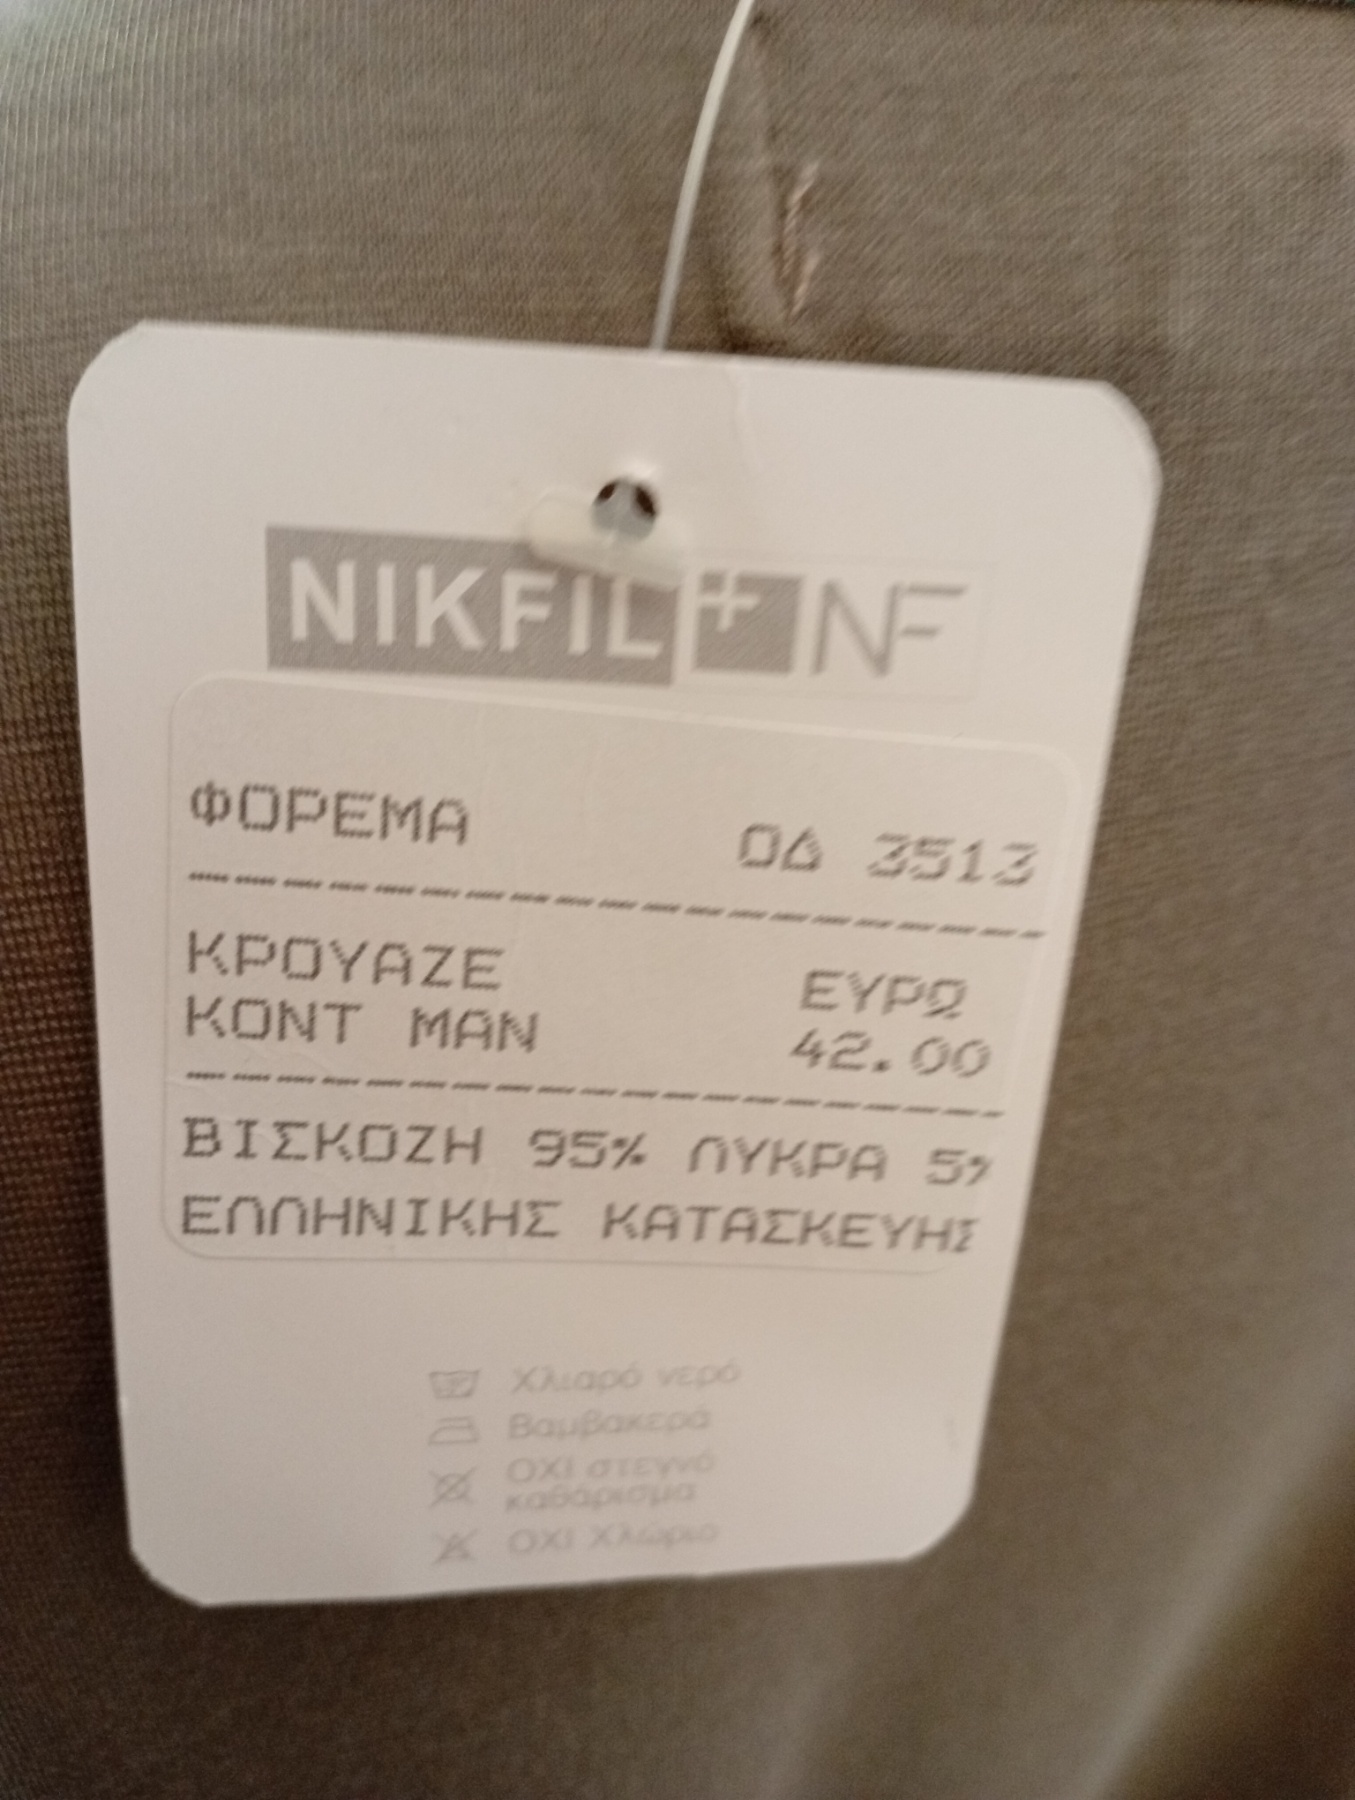 NIKFIL + NF
ΦΟΡΕΜΑ ΟΔ 3513
ΚΡΟΥΑΖΕ ΕΥΡΩ
ΚΟΝΤ ΜΑΝ 42.00
ΒΙΣΚΟΖΗ 95% ΛΥΚΡΑ 5%
ΕΛΛΗΝΙΚΗΣ ΚΑΤΑΣΚΕΥΗΣ
Χλιαρό νερό
Βαμβακερά
ΟΧΙ στεγνό
καθάρισμα
ΟΧΙ Χλώριο